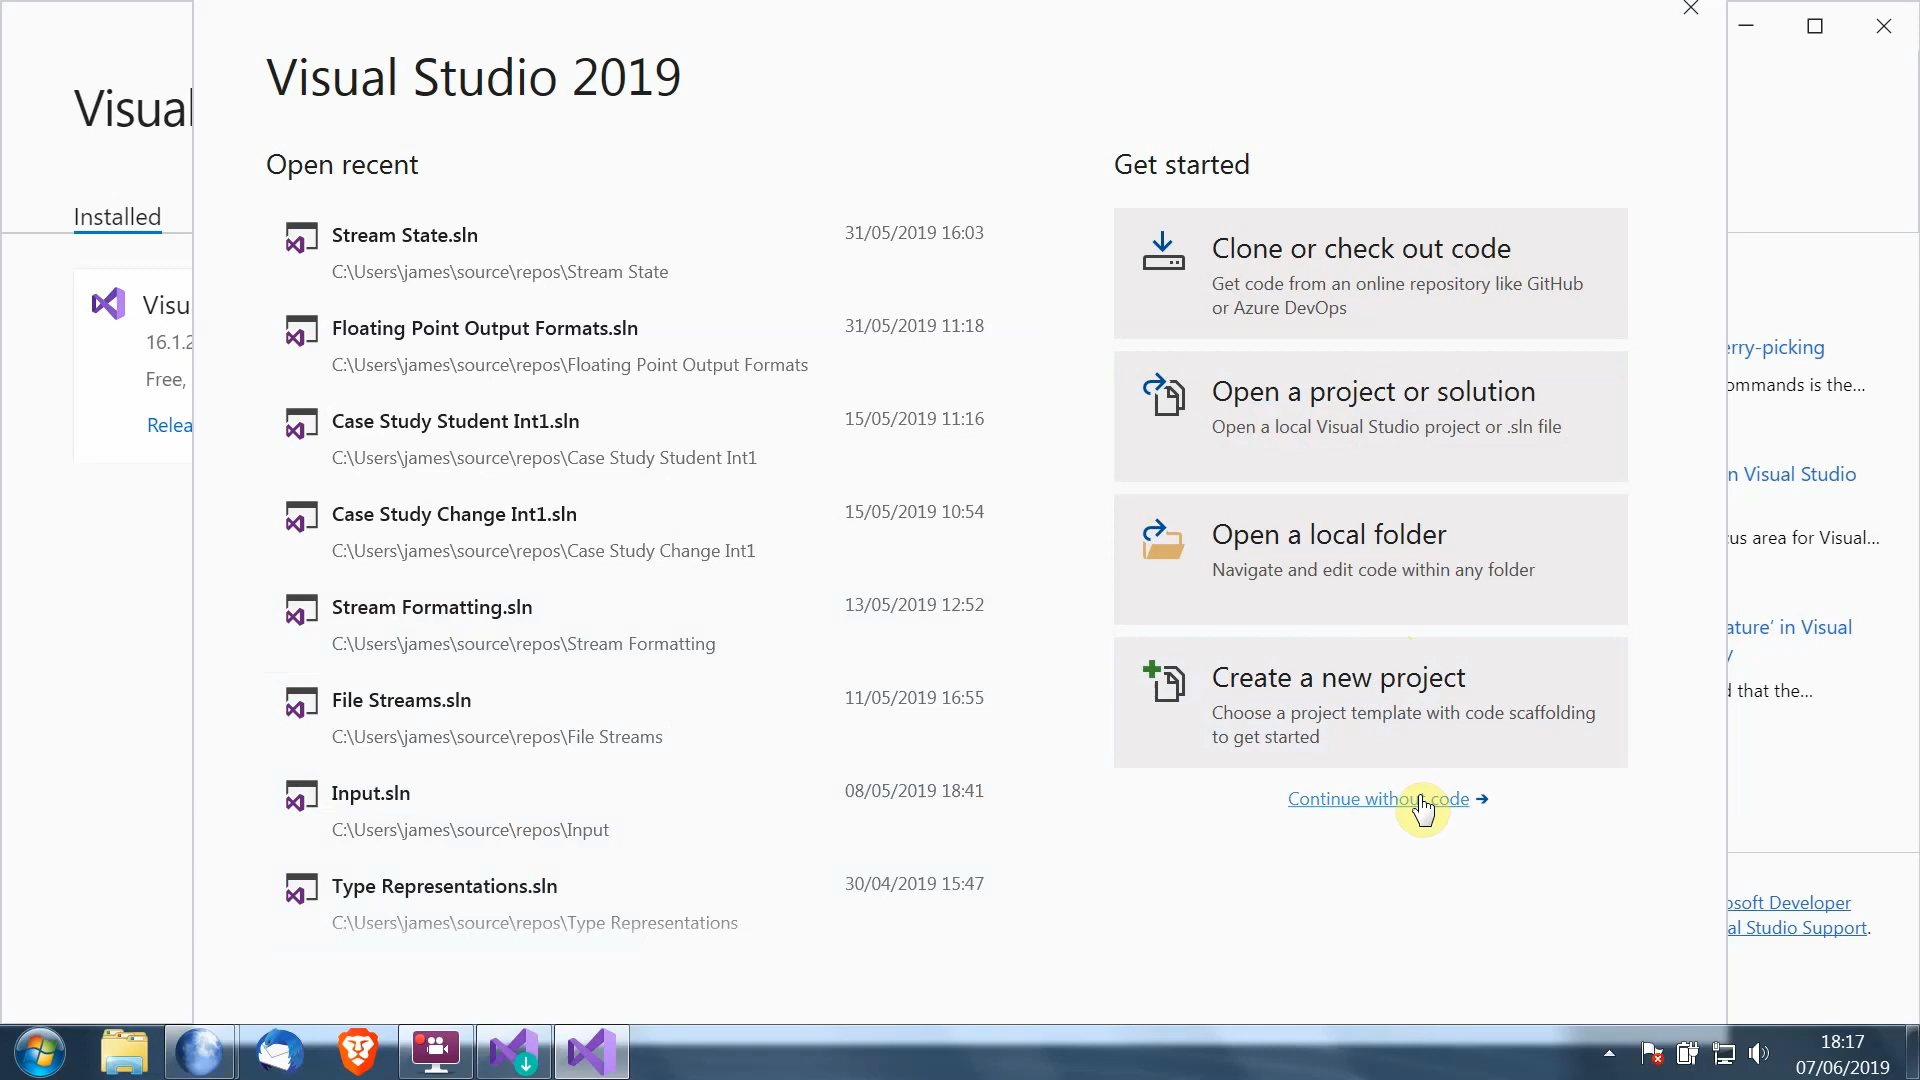 Visual Studio 2019
Visual
Open recent
Get started
Installed
Stream State.sln
31/05/2019 16:03
C:\Users\james\source\repos\Stream State
Floating Point Output Formats.sln
31/05/2019 11:18
C:\Users\james\source\repos\Floating Point Output Formats
Case Study Student Int1.sln
15/05/2019 11:16
C:\Users\james\source\repos\Case Study Student Int1
Case Study Change Int1.sln
15/05/2019 10:54
C:\Users\james\source\repos\Case Study Change Int1
Stream Formatting.sln
13/05/2019 12:52
C:\Users\james\source\repos\Stream Formatting
File Streams.sln
11/05/2019 16:55
C:\Users\james\source\repos\File Streams
Input.sln
08/05/2019 18:41
C:\Users\james\source\repos\Input
Type Representations.sln
30/04/2019 15:47
C:\Users\james\source\repos\Type Representations
Clone or check out code
Get code from an online repository like GitHub
or Azure DevOps
Open a project or solution
Open a local Visual Studio project or .sln file
Open a local folder
Navigate and edit code within any folder
Create a new project
Choose a project template with code scaffolding
to get started
Continue without code
Visu
16.1.2
Free,
Relea
erry-picking
ommands is the...
n Visual Studio
us area for Visual...
ature' in Visual
y
d that the...
osoft Developer
al Studio Support.
18:17
07/06/2019